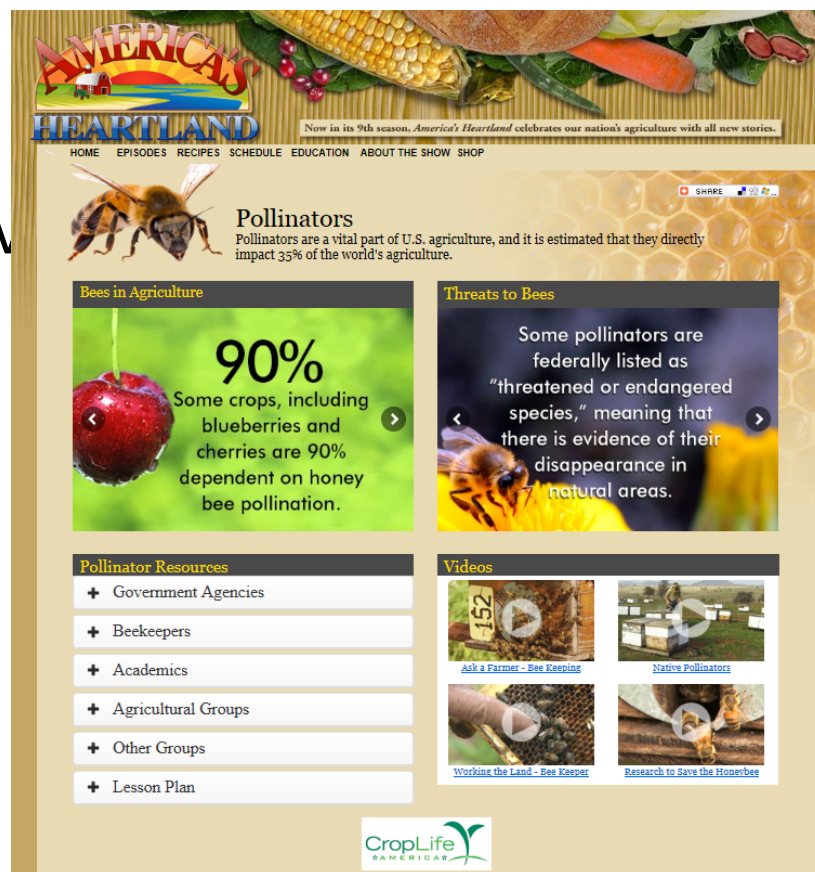 AMERICA'S
HEARTLAND
Now in its 9th season, America's Heartland celebrates our nation's agriculture with all new stories.
HOME EPISODES RECIPES SCHEDULE EDUCATION ABOUT THE SHOW SHOP
SHARE
Pollinators
Pollinators are a vital part of U.S. agriculture, and it is estimated that they directly
impact 35% of the world's agriculture.
Bees in Agriculture
90%
Some crops, including
blueberries and
cherries are 90%
dependent on honey
bee pollination.
Threats to Bees
Some pollinators are
federally listed as
"threatened or endangered
species," meaning that
there is evidence of their
disappearance in
natural areas.
Pollinator Resources
Government Agencies
Beekeepers
Academics
Agricultural Groups
Other Groups
Lesson Plan
Videos
152
Ask a Farmer - Bee Keeping
Native Pollinators
Working the Land - Bee Keeper
Research to Save the Honeybee
CropLife
AMERICA